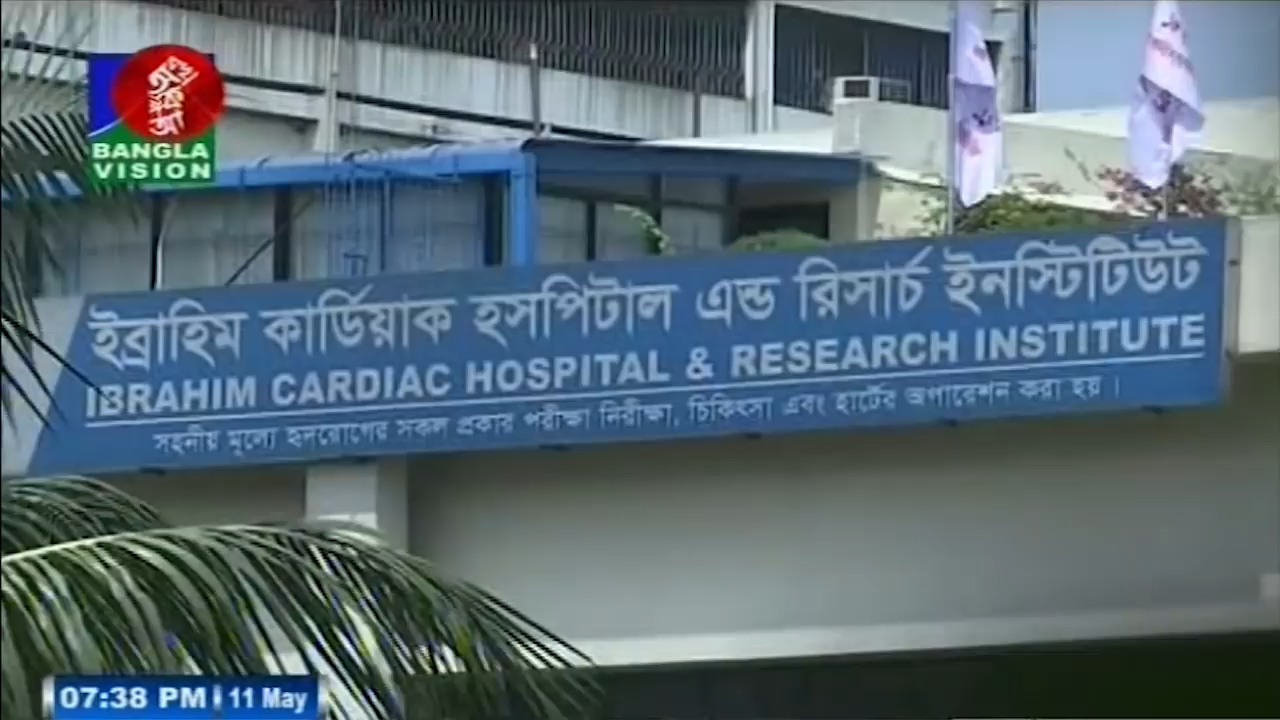 BANGLA
VISION
ইব্রাহিম কার্ডিয়াক হসপিটাল এন্ড রিসার্চ ইনস্টিটিউট
IBRAHIM CARDIAC HOSPITAL & RESEARCH INSTITUTE
সহনীয় মূল্যে হৃদরোগের সকল প্রকার পরীক্ষা নিরীক্ষা, চিকিৎসা এবং হার্টের অপারেশন করা হয় ।
07:38 PM 11 May